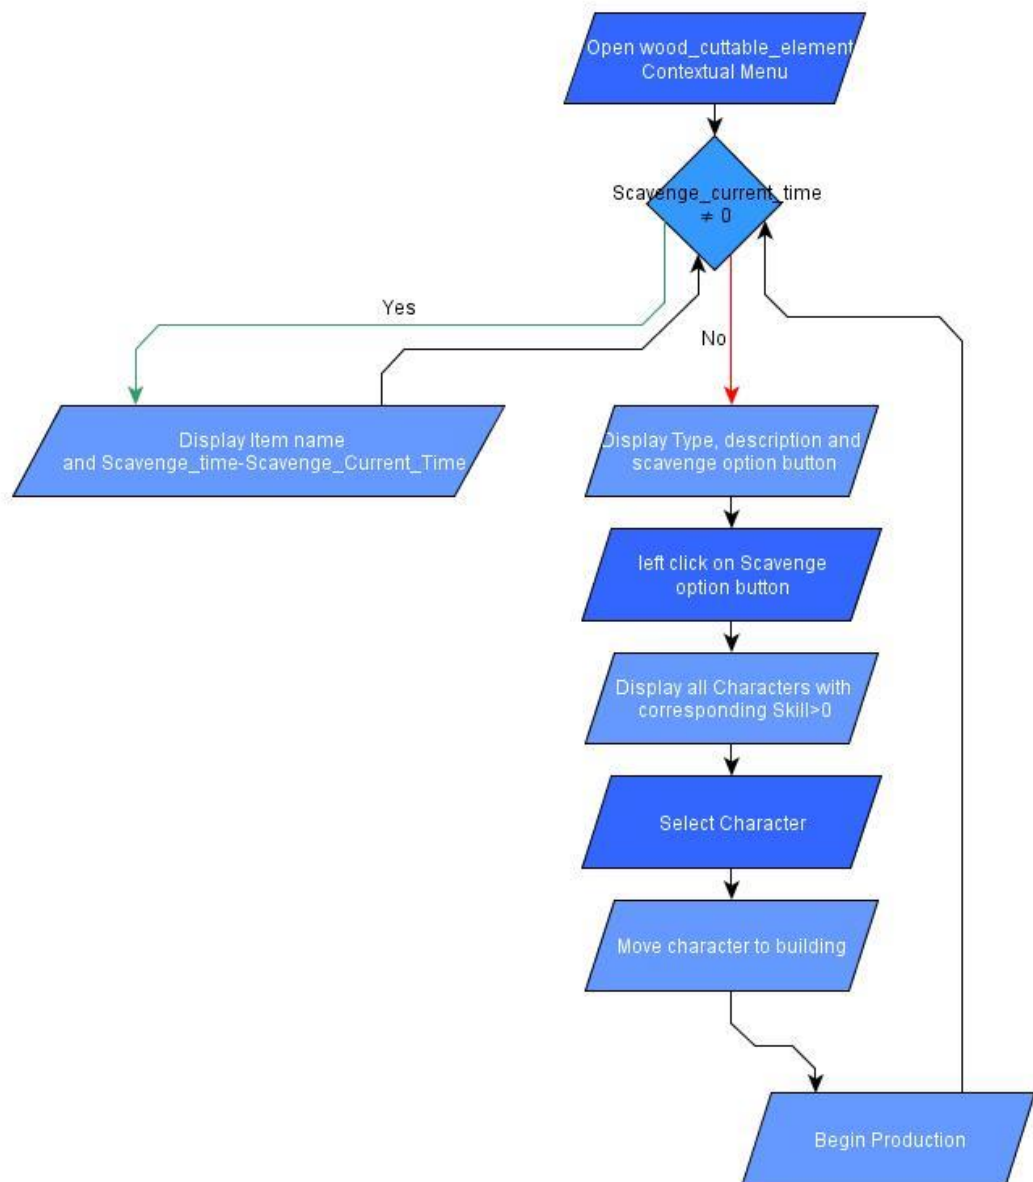 Open wood_cuttable_element
Contextual Menu
Scavenge_current_time
≠ 0
Yes
No
Display Item name
and Scavenge_time-Scavenge_Current_Time
Display Type, description and
scavenge option button
left click on Scavenge
option button
Display all Characters with
corresponding Skill>0
Select Character
Move character to building
Begin Production